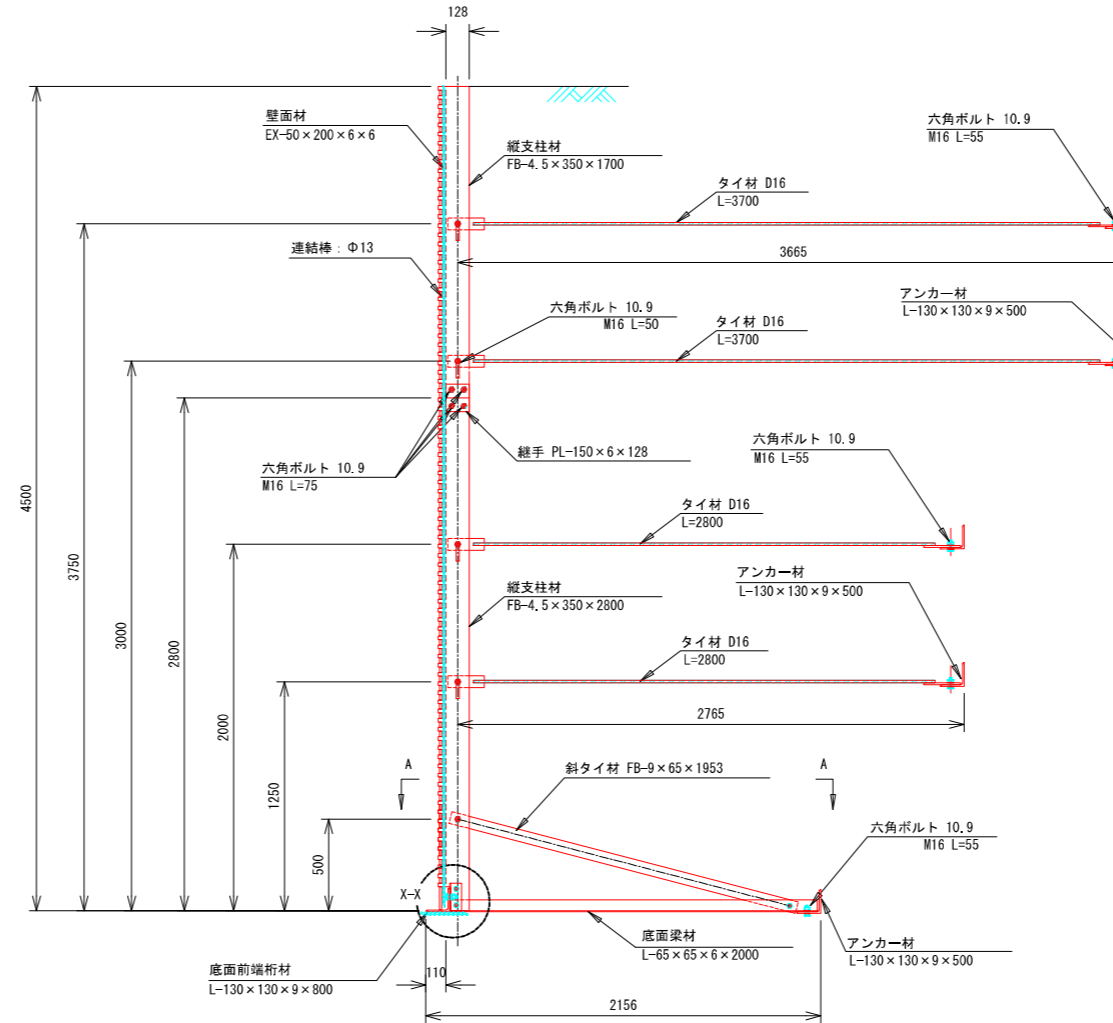 128
壁面材
EX-50×200×6×6
縦支柱材
FB-4.5×350×1700
六角ボルト 10.9
M16 L=55
タイ材 D16
L=3700
連結棒：Φ13
3665
六角ボルト 10.9
M16 L=50
タイ材 D16
L=3700
アンカー材
L-130×130×9×500
継手 PL-150×6×128
六角ボルト 10.9
M16 L=75
六角ボルト 10.9
M16 L=55
タイ材 D16
L=2800
縦支柱材
FB-4.5×350×2800
アンカー材
L-130×130×9×500
タイ材 D16
L=2800
2765
4500
3750
3000
2800
2000
1250
500
A
A
斜タイ材 FB-9×65×1953
六角ボルト 10.9
M16 L=55
X-X
底面梁材
L-65×65×6×2000
アンカー材
L-130×130×9×500
底面前端桁材
L-130×130×9×800
110
2156